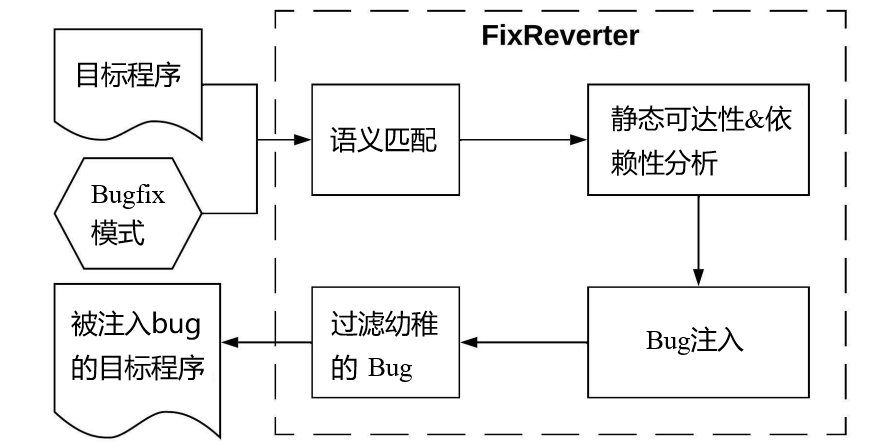 FixReverter
目标程序
语义匹配
静态可达性&依
赖性分析
Bugfix
模式
被注入bug
的目标程序
过滤幼稚
的 Bug
Bug注入